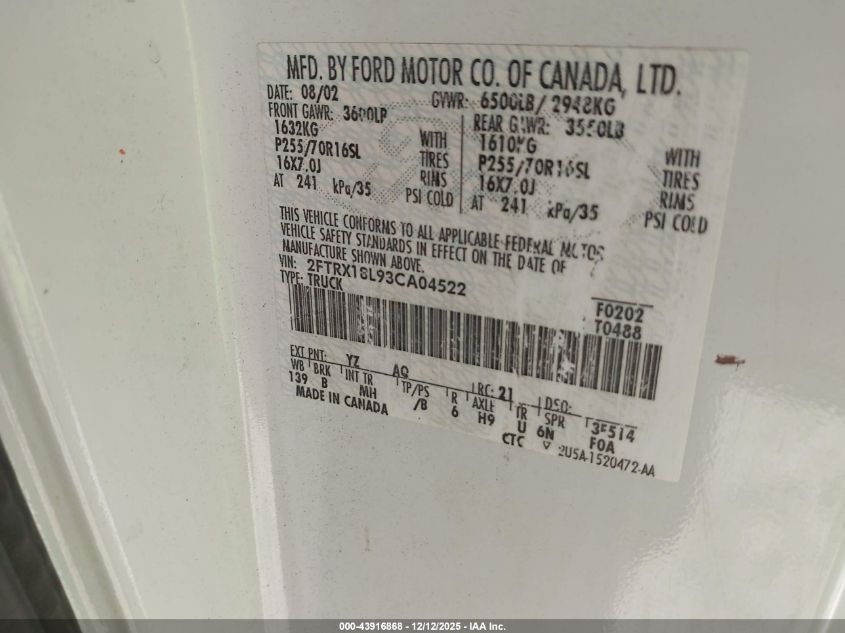 MFD. BY FORD MOTOR CO. OF CANADA, LTD.
DATE: 08/02 GVWR: 6500LB/ 2948KG
FRONT GAWR: 3600LB REAR GAWR: 3550LB
1632KG WITH 1610KG WITH
P255/70R16SL TIRES P255/70R16SL TIRES
16X7.0J RIMS 16X7.0J RIMS
AT 241 kPa/35 PSI COLD AT 241 kPa/35 PSI COLD
THIS VEHICLE CONFORMS TO ALL APPLICABLE FEDERAL MOTOR
VEHICLE SAFETY STANDARDS IN EFFECT ON THE DATE OF
MANUFACTURE SHOWN ABOVE.
VIN: 2FTRX18L93CA04522
TYPE: TRUCK
F0202
T0488
EXT PNT: YZ AQ RC: 21 DSO:
WB BRK INT TR TP/PS R AXLE TR SPR 3F514
139 B MH /B 6 H9 U 6N F0A
MADE IN CANADA CTC ▽ 2U5A-1520472-AA
000-43916868 - 12/12/2025 - IAA Inc.